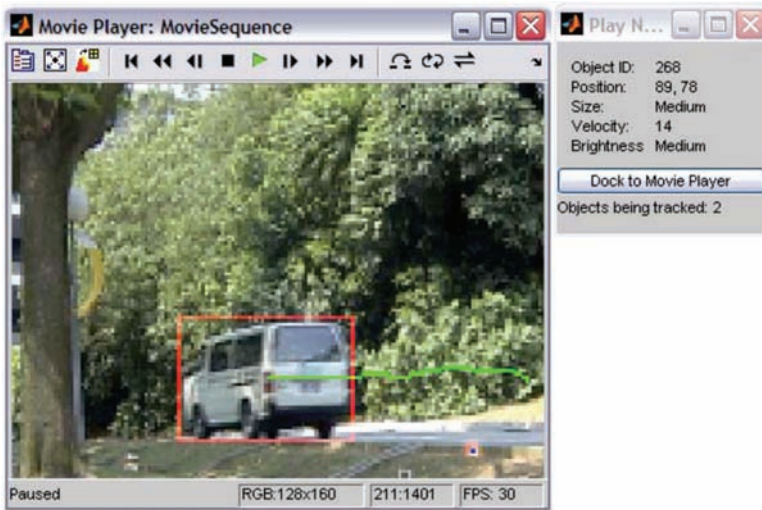 Movie Player: MovieSequence
Paused
RGB:128x160
211:1401
FPS: 30
Play N...
Object ID: 268
Position: 89, 78
Size: Medium
Velocity: 14
Brightness Medium
Dock to Movie Player
Objects being tracked: 2